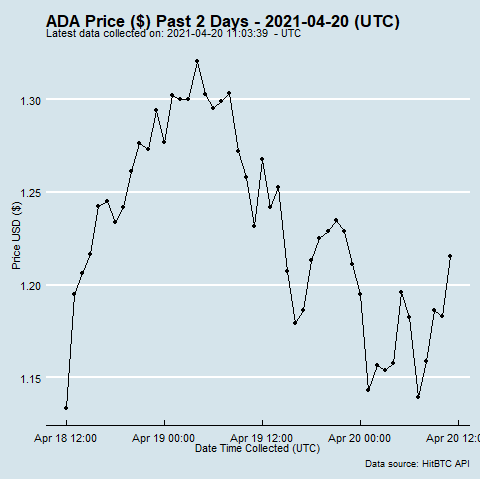 ADA Price ($) Past 2 Days - 2021-04-20 (UTC)
Latest data collected on: 2021-04-20 11:03:39  - UTC
Price USD ($)
1.30
1.25
1.20
1.15
Apr 18 12:00 Apr 19 00:00 Apr 19 12:00 Apr 20 00:00 Apr 20 12:
Date Time Collected (UTC)
Data source: HitBTC API